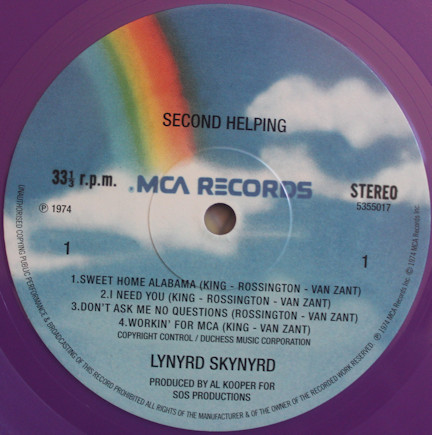 SECOND HELPING
33⅓ r.p.m.
MCA RECORDS
STEREO
5355017
℗ 1974
1
1
1.SWEET HOME ALABAMA (KING - ROSSINGTON - VAN ZANT)
2.I NEED YOU (KING - ROSSINGTON - VAN ZANT)
3.DON'T ASK ME NO QUESTIONS (ROSSINGTON - VAN ZANT)
4.WORKIN' FOR MCA (KING - VAN ZANT)
COPYRIGHT CONTROL / DUCHESS MUSIC CORPORATION
LYNYRD SKYNYRD
PRODUCED BY AL KOOPER FOR
SOS PRODUCTIONS
UNAUTHORISED COPYING PUBLIC PERFORMANCE & BROADCASTING OF THIS RECORD PROHIBITED ALL RIGHTS OF THE MANUFACTURER & OF THE OWNER OF THE RECORDED WORK RESERVED. ℗ 1974 MCA Records Inc. © 1974 MCA Records Inc.